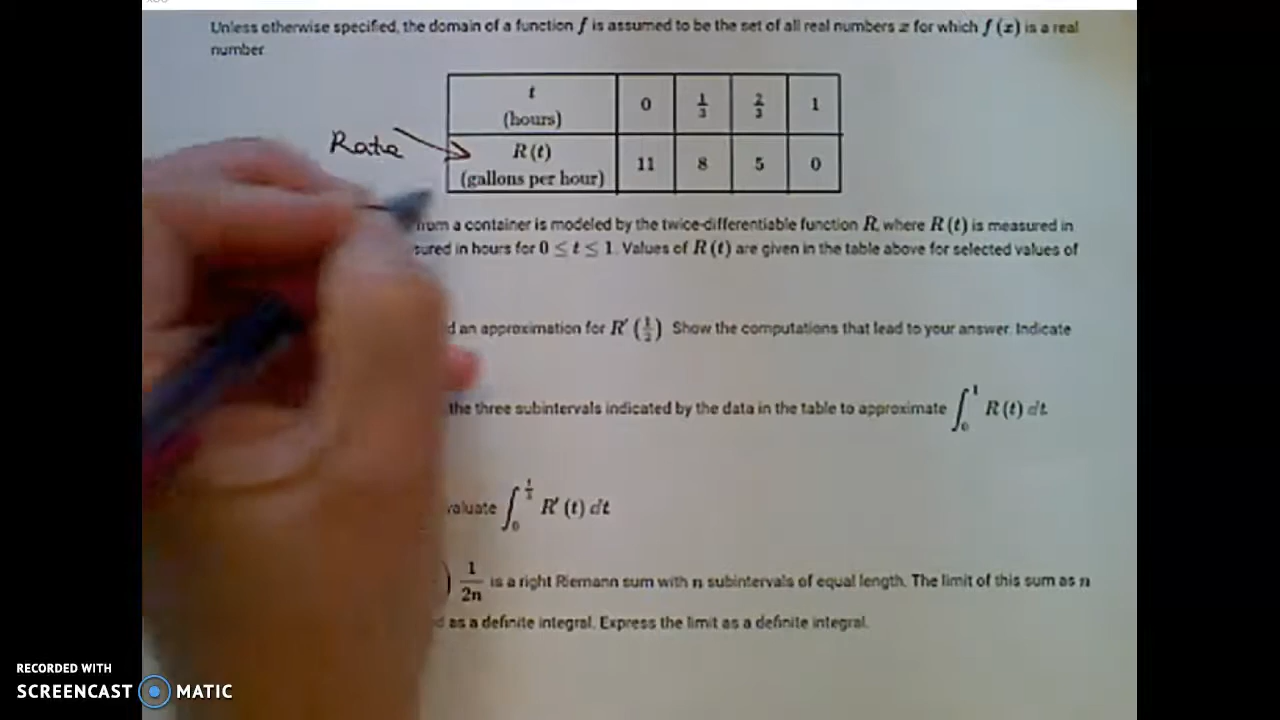 Unless otherwise specified, the domain of a function f is assumed to be the set of all real numbers x for which f (x) is a real
number.
t 0 1/3 2/3 1
(hours)
Rate
R (t) 11 8 5 0
(gallons per hour)
from a container is modeled by the twice-differentiable function R, where R (t) is measured in
sured in hours for 0 ≤ t ≤ 1. Values of R (t) are given in the table above for selected values of
an approximation for R′ (1/2) Show the computations that lead to your answer. Indicate
the three subintervals indicated by the data in the table to approximate ∫₀¹ R (t) dt.
valuate ∫₀ R′ (t) dt
) 1/2n is a right Riemann sum with n subintervals of equal length. The limit of this sum as n
as a definite integral. Express the limit as a definite integral.
RECORDED WITH
SCREENCAST MATIC